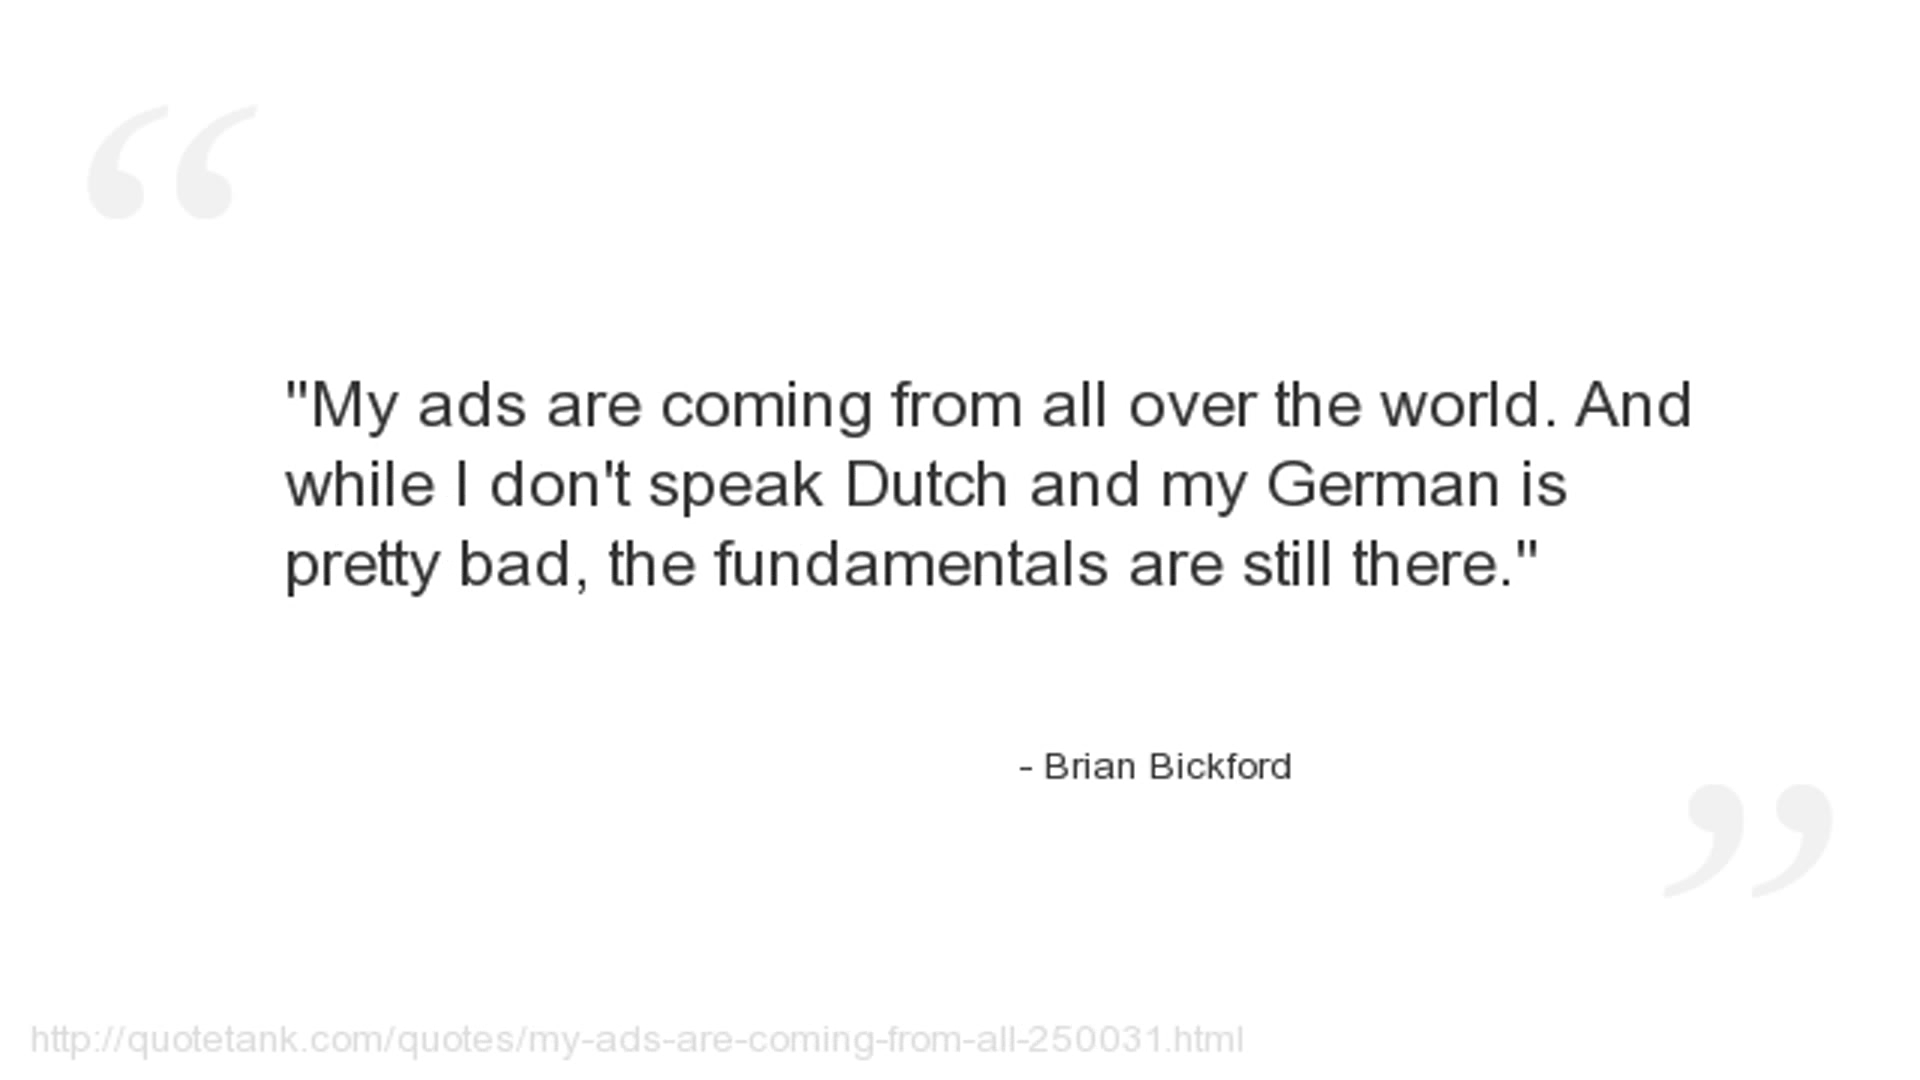 "My ads are coming from all over the world. And
while I don't speak Dutch and my German is
pretty bad, the fundamentals are still there."
- Brian Bickford
http://quotetank.com/quotes/my-ads-are-coming-from-all-250031.html